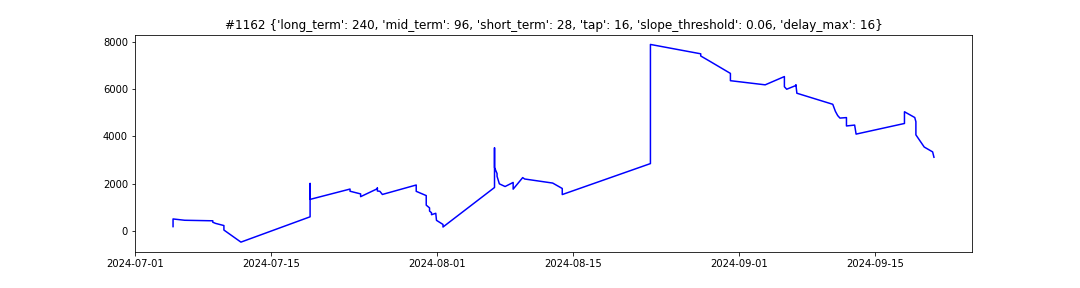 #1162 {'long_term': 240, 'mid_term': 96, 'short_term': 28, 'tap': 16, 'slope_threshold': 0.06, 'delay_max': 16}
8000
6000
4000
2000
0
2024-07-01 2024-07-15 2024-08-01 2024-08-15 2024-09-01 2024-09-15